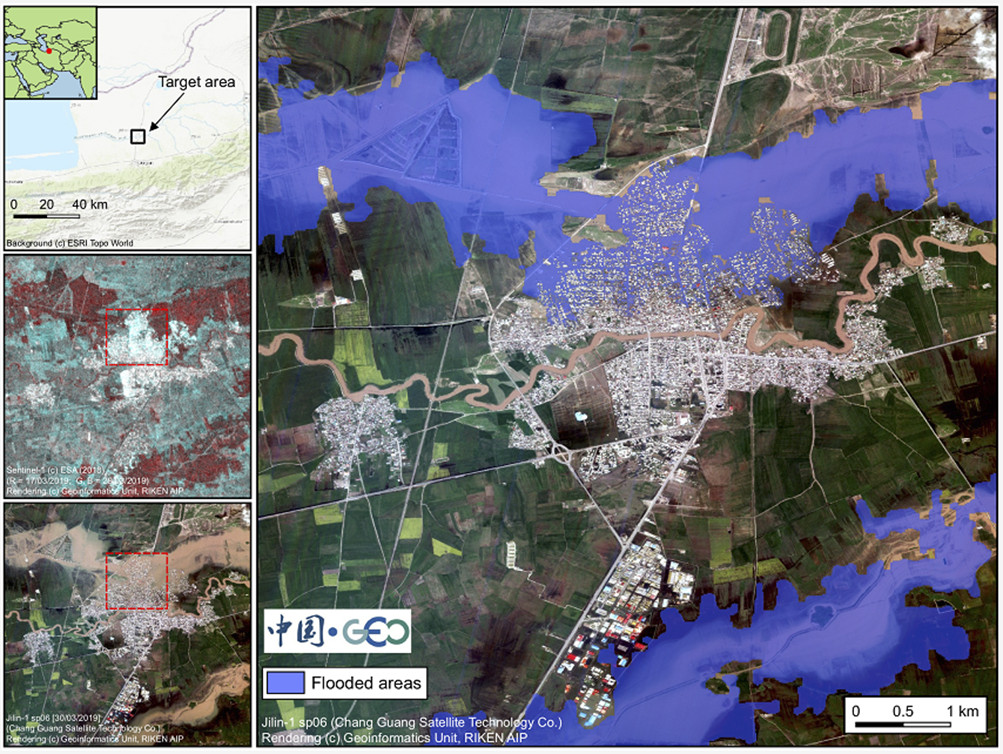 Target area
0 20 40 km
Background (c) ESRI Topo World
Sentinel-1 (c) ESA (2015)
(R = 17/03/2019, G, B = 2019)
Rendering (c) Geoinformatics Unit, RIKEN AIP
Jilin-1 sp06 [30/03/2019]
(Chang Guang Satellite Technology Co.)
Rendering (c) Geoinformatics Unit, RIKEN AIP
中国·GEO
Flooded areas
Jilin-1 sp06 (Chang Guang Satellite Technology Co.)
Rendering (c) Geoinformatics Unit, RIKEN AIP
0 0.5 1 km